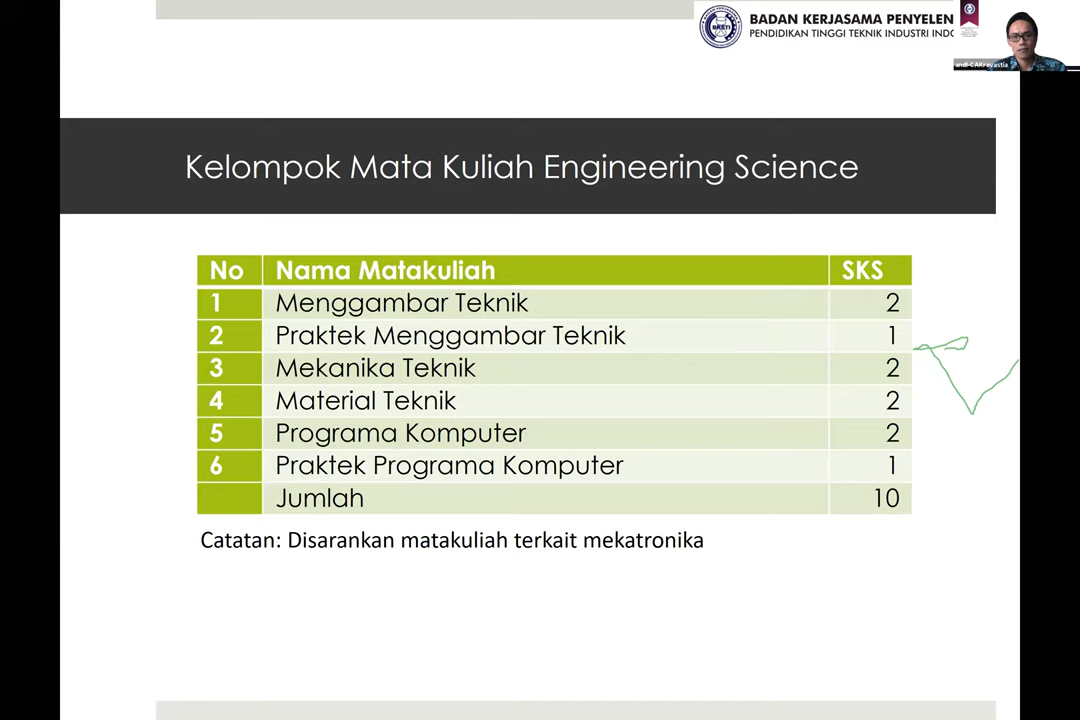 BADAN KERJASAMA PENYELEN
PENDIDIKAN TINGGI TEKNIK INDUSTRI INDO
BKSTI
Kelompok Mata Kuliah Engineering Science
No Nama Matakuliah SKS
1 Menggambar Teknik 2
2 Praktek Menggambar Teknik 1
3 Mekanika Teknik 2
4 Material Teknik 2
5 Programa Komputer 2
6 Praktek Programa Komputer 1
Jumlah 10
Catatan: Disarankan matakuliah terkait mekatronika